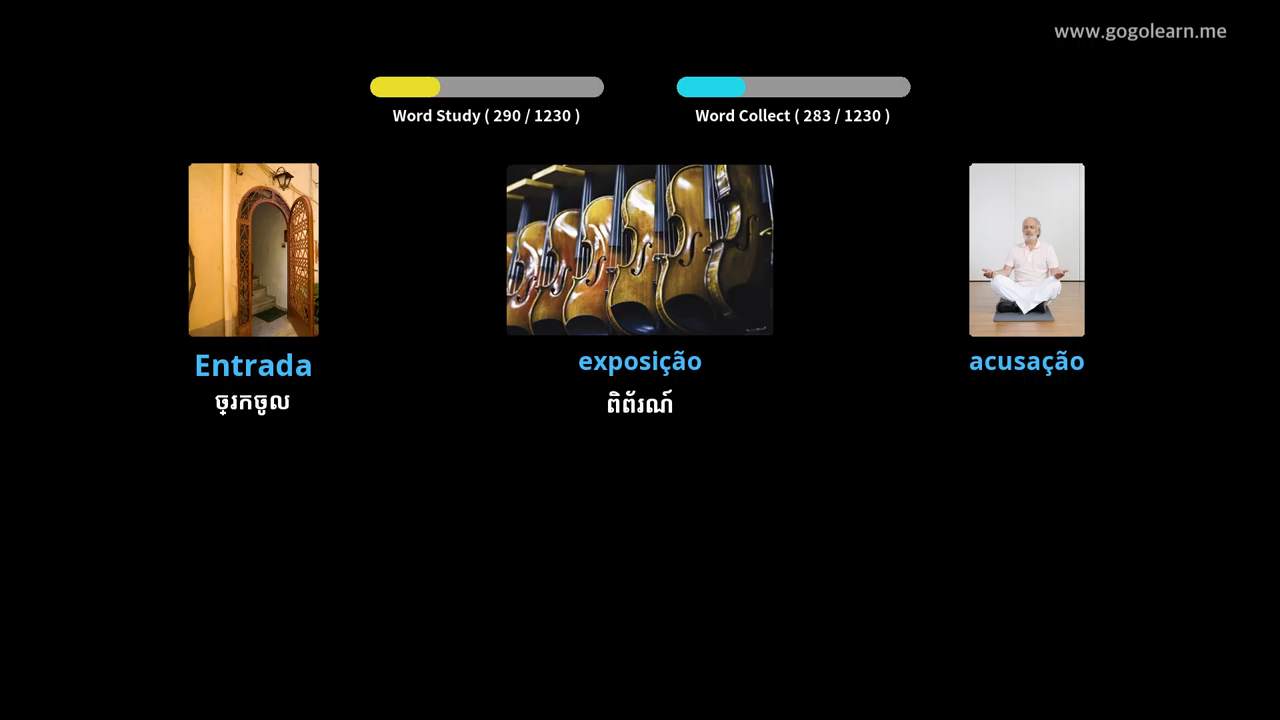 www.gogolearn.me
Word Study ( 290 / 1230 )
Word Collect ( 283 / 1230 )
Entrada
exposição
acusação
ច្រកចូល
ពិព័រណ៍